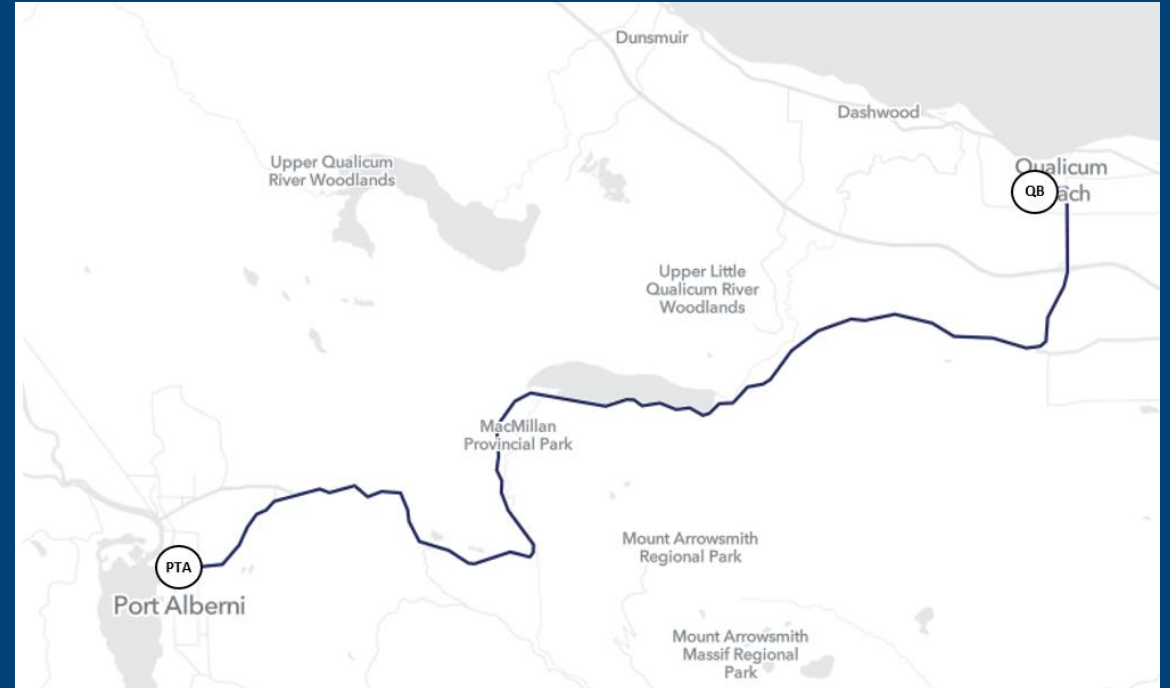 Dunsmuir
Dashwood
Upper Qualicum
River Woodlands
Qualicum
QB
ach
Upper Little
Qualicum River
Woodlands
MacMillan
Provincial Park
Mount Arrowsmith
Regional Park
PTA
Port Alberni
Mount Arrowsmith
Massif Regional
Park